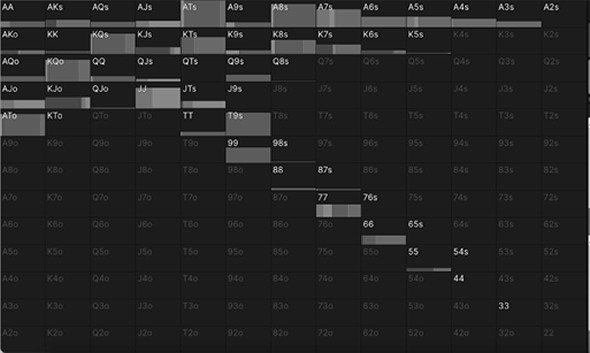 AA AKs AQs AJs ATs A9s A8s A7s A6s A5s A4s A3s A2s
AKo KK KQs KJs KTs K9s K8s K7s K6s K5s K4s K3s K2s
AQo KQo QQ QJs QTs Q9s Q8s Q7s Q6s Q5s Q4s Q3s Q2s
AJo KJo QJo JJ JTs J9s J8s J7s J6s J5s J4s J3s J2s
ATo KTo QTo JTo TT T9s T8s T7s T6s T5s T4s T3s T2s
A9o K9o Q9o J9o T9o 99 98s 97s 96s 95s 94s 93s 92s
A8o K8o Q8o J8o T8o 98o 88 87s 86s 85s 84s 83s 82s
A7o K7o Q7o J7o T7o 97o 87o 77 76s 75s 74s 73s 72s
A6o K6o Q6o J6o T6o 96o 86o 76o 66 65s 64s 63s 62s
A5o K5o Q5o J5o T5o 95o 85o 75o 65o 55 54s 53s 52s
A4o K4o Q4o J4o T4o 94o 84o 74o 64o 54o 44 43s 42s
A3o K3o Q3o J3o T3o 93o 83o 73o 63o 53o 43o 33 32s
A2o K2o Q2o J2o T2o 92o 82o 72o 62o 52o 42o 32o 22